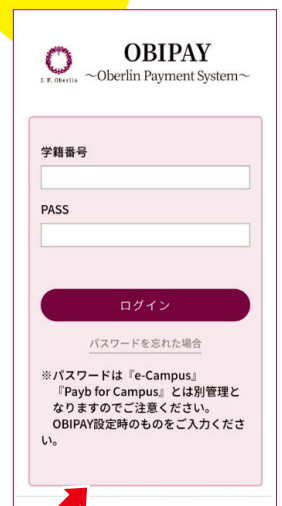 OBIPAY
J. F. Oberlin
～Oberlin Payment System～
学籍番号
PASS
ログイン
パスワードを忘れた場合
※パスワードは『e-Campus』
『Payb for Campus』とは別管理と
なりますのでご注意ください。
OBIPAY設定時のものをご入力くださ
い。